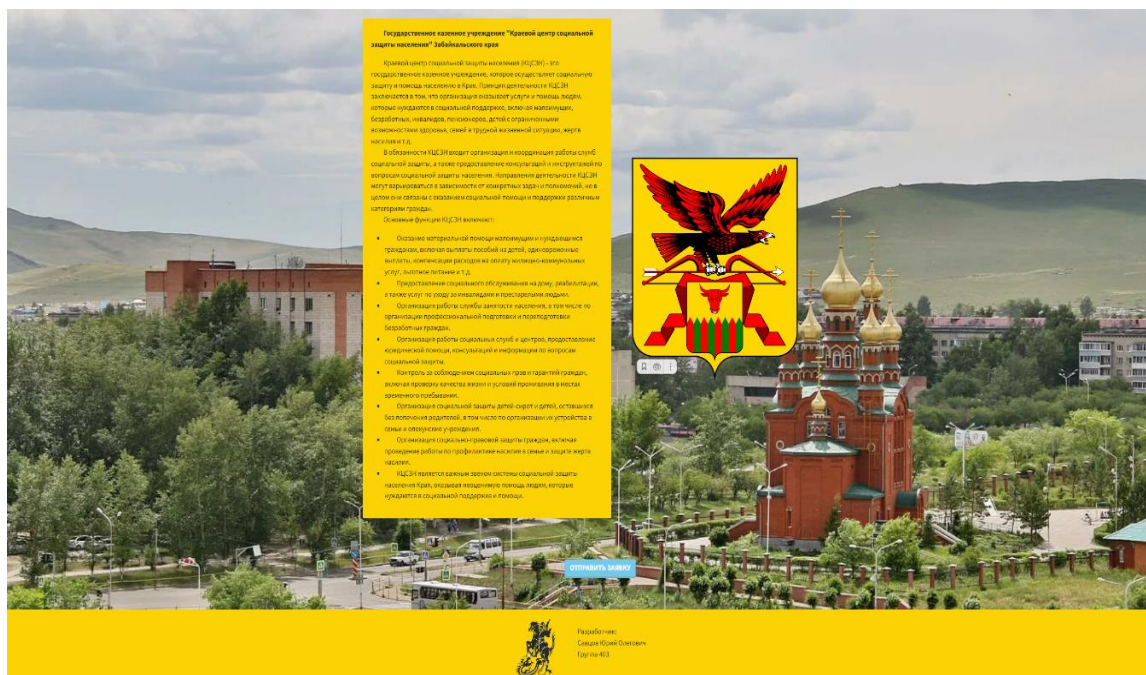 Государственное казенное учреждение "Краевой центр социальной
защиты населения" Забайкальского края
Краевой центр социальной защиты населения (КЦСЗН) - это
государственное казенное учреждение, которое осуществляет социальную
защиту и помощь населению в Крае. Принцип деятельности КЦСЗН
заключается в том, что организация оказывает услуги и помощь людям,
которые нуждаются в социальной поддержке, включая малоимущих,
безработных, инвалидов, пенсионеров, детей с ограниченными
возможностями здоровья, семей в трудной жизненной ситуации, жертв
насилия и т.д.
В обязанности КЦСЗН входит организация и координация работы служб
социальной защиты, а также предоставление консультаций и инструктажей по
вопросам социальной защиты населения. Направления деятельности КЦСЗН
могут варьироваться в зависимости от конкретных задач и полномочий, но в
целом они связаны с оказанием социальной помощи и поддержки различным
категориям граждан.
Основные функции КЦСЗН включают:
• Оказание материальной помощи малоимущим и нуждающимся
гражданам, включая выплаты пособий на детей, единовременные
выплаты, компенсации расходов на оплату жилищно-коммунальных
услуг, льготное питание и т.д.
• Предоставление социального обслуживания на дому, реабилитации,
а также услуг по уходу за инвалидами и престарелыми людьми.
• Организация работы службы занятости населения, в том числе по
организации профессиональной подготовки и переподготовки
безработных граждан.
• Организация работы социальных служб и центров, предоставление
юридической помощи, консультаций и информации по вопросам
социальной защиты.
• Контроль за соблюдением социальных прав и гарантий граждан,
включая проверку качества жизни и условий проживания в местах
временного пребывания.
• Организация социальной защиты детей-сирот и детей, оставшихся
без попечения родителей, в том числе по организации их устройства в
семьи и опекунские учреждения.
• Организация социально-правовой защиты граждан, включая
проведение работы по профилактике насилия в семье и защите жертв
насилия.
• КЦСЗН является важным звеном системы социальной защиты
населения Края, оказывая неоценимую помощь людям, которые
нуждаются в социальной поддержке и помощи.
ОТПРАВИТЬ ЗАЯВКУ
Разработчик:
Савцов Юрий Олегович
Группа 403